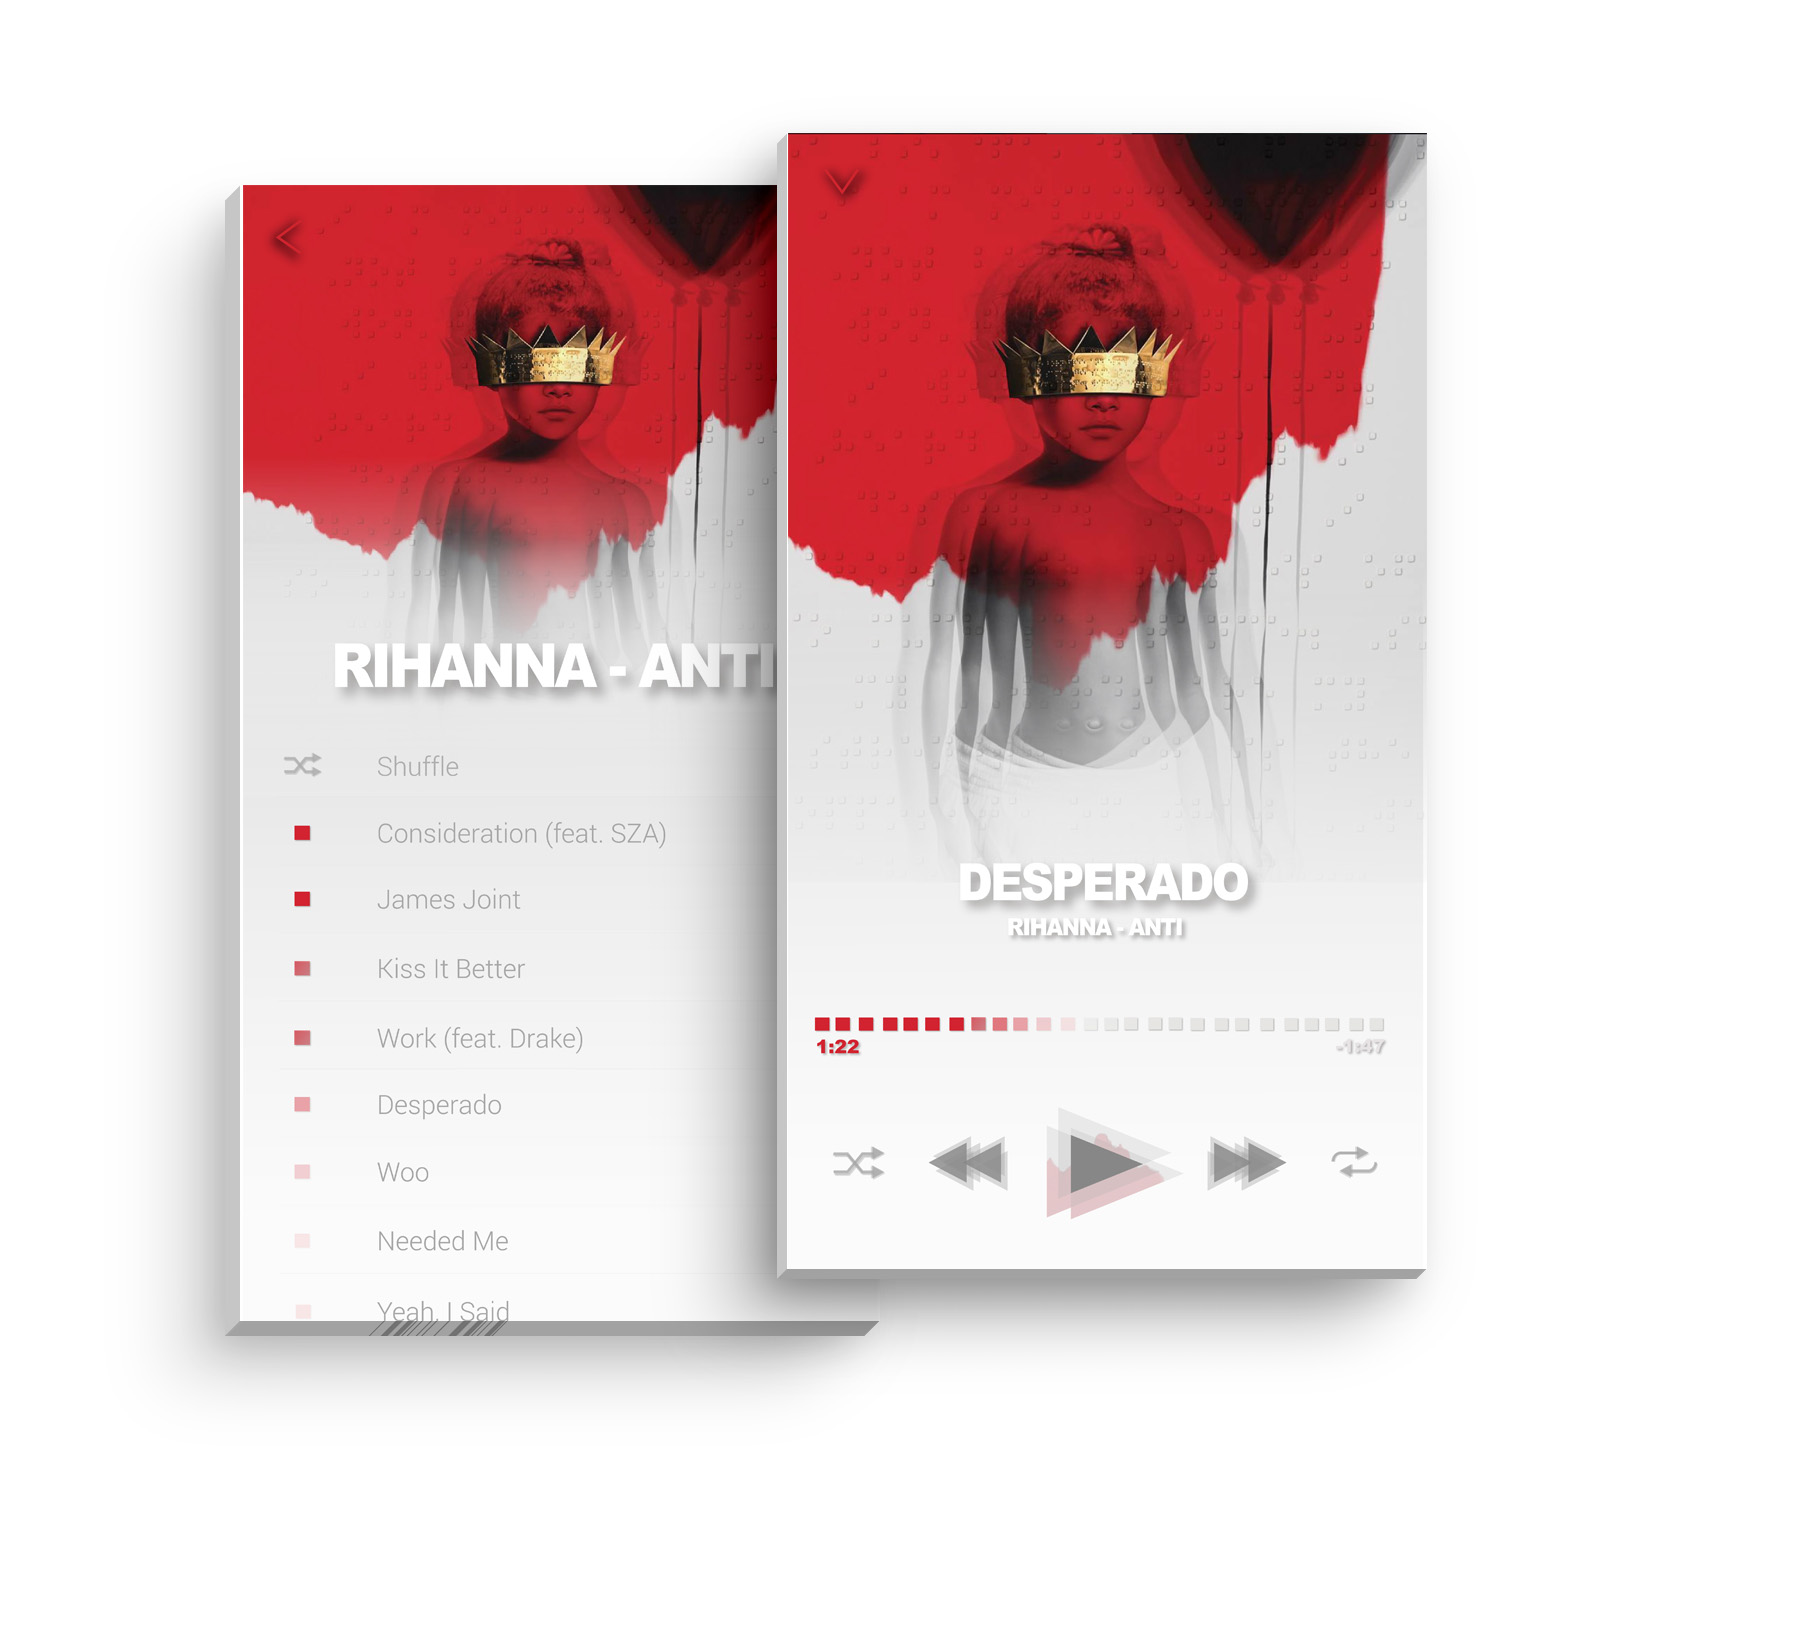 RIHANNA - ANTI
Shuffle
Consideration (feat. SZA)
James Joint
Kiss It Better
Work (feat. Drake)
Desperado
Woo
Needed Me
Yeah, I Said
DESPERADO
RIHANNA - ANTI
1:22
-1:47